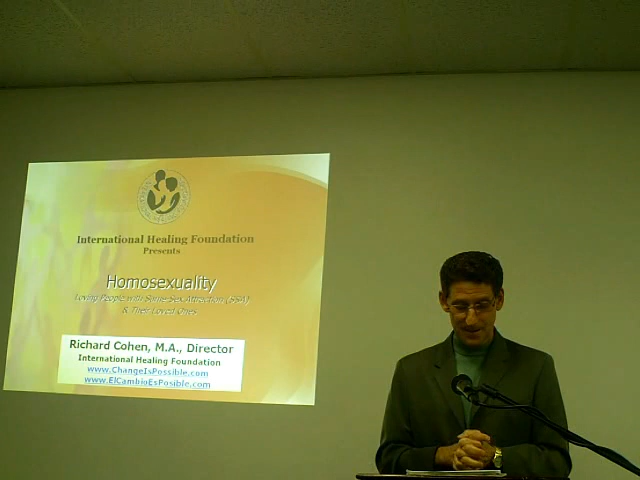 International Healing Foundation
Presents
Homosexuality
Loving People with Same-Sex Attraction (SSA)
& Their Loved Ones
Richard Cohen, M.A., Director
International Healing Foundation
www.ChangeIsPossible.com
www.ElCambioEsPosible.com